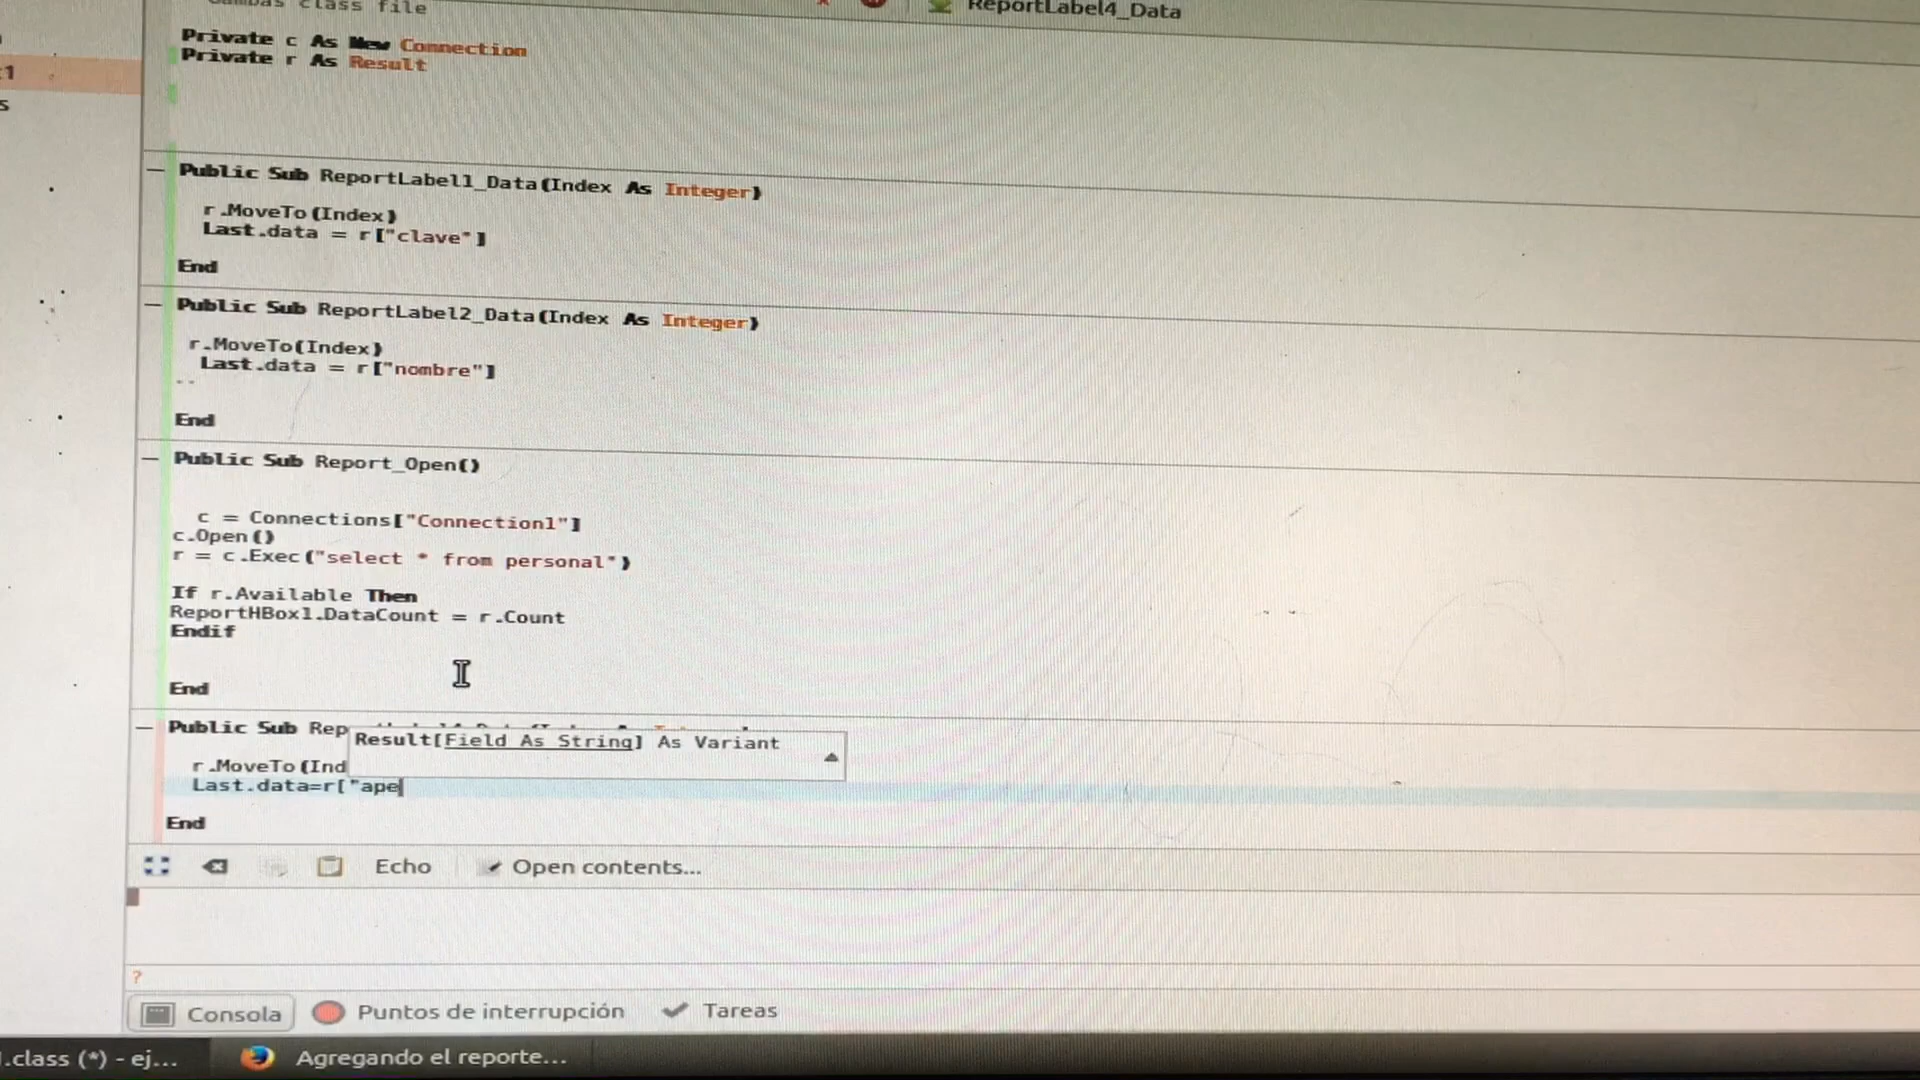 Gambas class file
ReportLabel4_Data
Private c As New Connection
Private r As Result
Public Sub ReportLabel1_Data(Index As Integer)
r.MoveTo(Index)
Last.data = r["clave"]
End
Public Sub ReportLabel2_Data(Index As Integer)
r.MoveTo(Index)
Last.data = r["nombre"]
End
Public Sub Report_Open()
c = Connections["Connection1"]
c.Open()
r = c.Exec("select * from personal")
If r.Available Then
ReportHBox1.DataCount = r.Count
Endif
End
Public Sub Rep
Result[Field As String] As Variant
r.MoveTo(Ind
Last.data=r["ape
End
Echo
Open contents...
?
Consola
Puntos de interrupción
Tareas
.class (*) - ej...
Agregando el reporte...